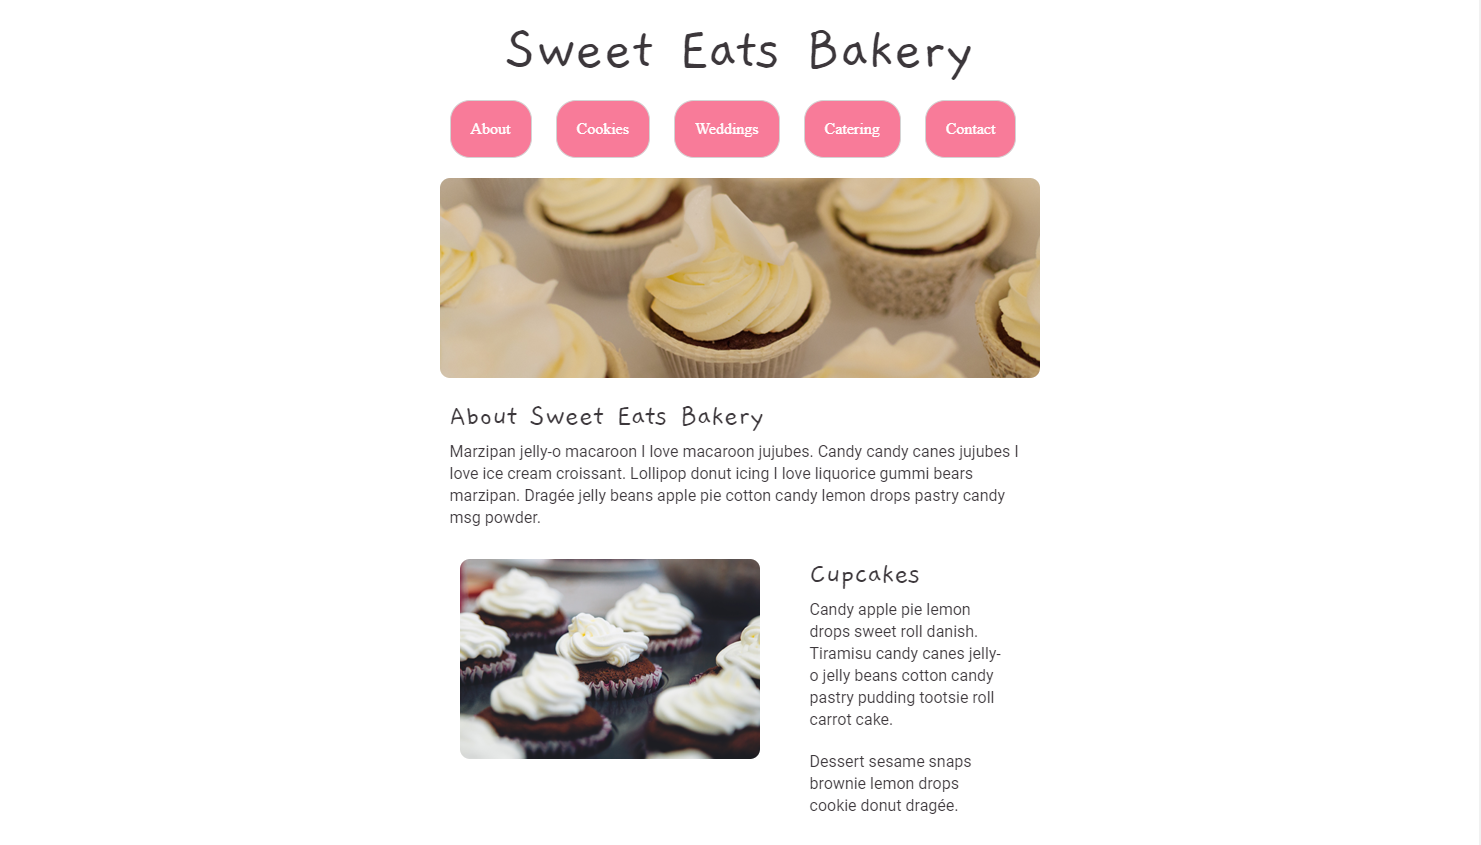 Sweet Eats Bakery
About Cookies Weddings Catering Contact
About Sweet Eats Bakery
Marzipan jelly-o macaroon I love macaroon jujubes. Candy candy canes jujubes I
love ice cream croissant. Lollipop donut icing I love liquorice gummi bears
marzipan. Dragée jelly beans apple pie cotton candy lemon drops pastry candy
msg powder.
Cupcakes
Candy apple pie lemon
drops sweet roll danish.
Tiramisu candy canes jelly-
o jelly beans cotton candy
pastry pudding tootsie roll
carrot cake.
Dessert sesame snaps
brownie lemon drops
cookie donut dragée.